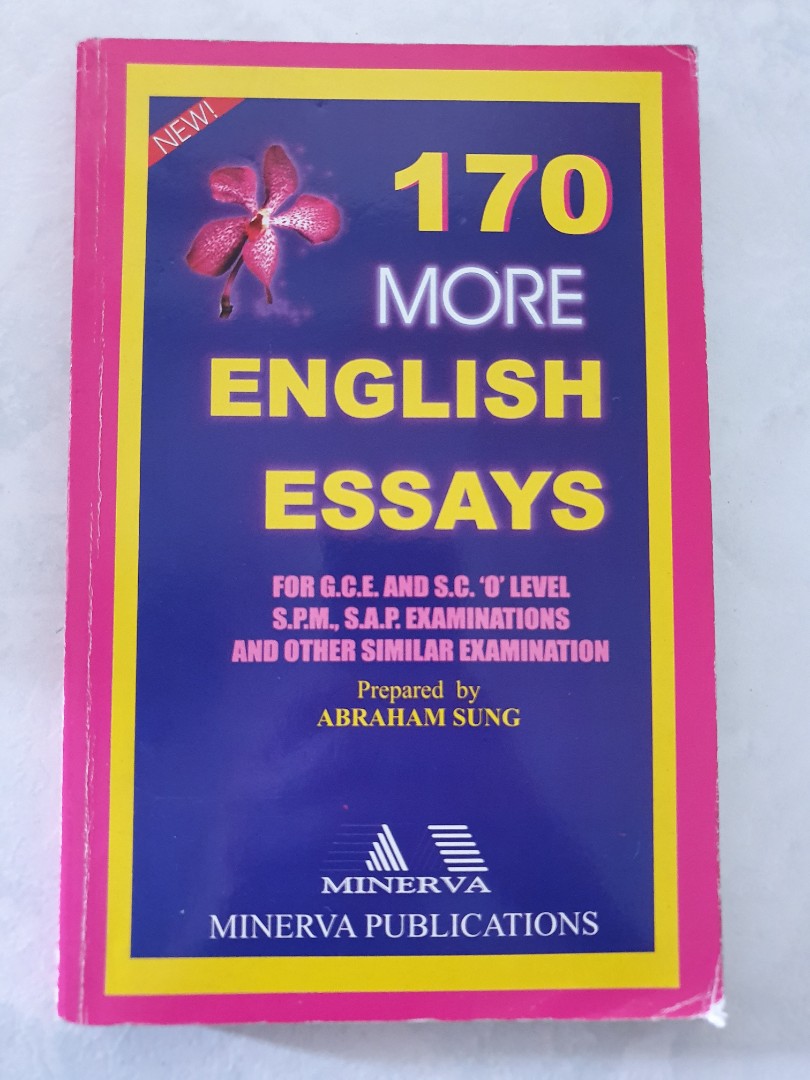 NEW!
170
MORE
ENGLISH
ESSAYS
FOR G.C.E. AND S.C. 'O' LEVEL
S.P.M., S.A.P. EXAMINATIONS
AND OTHER SIMILAR EXAMINATION
Prepared by
ABRAHAM SUNG
MINERVA
MINERVA PUBLICATIONS